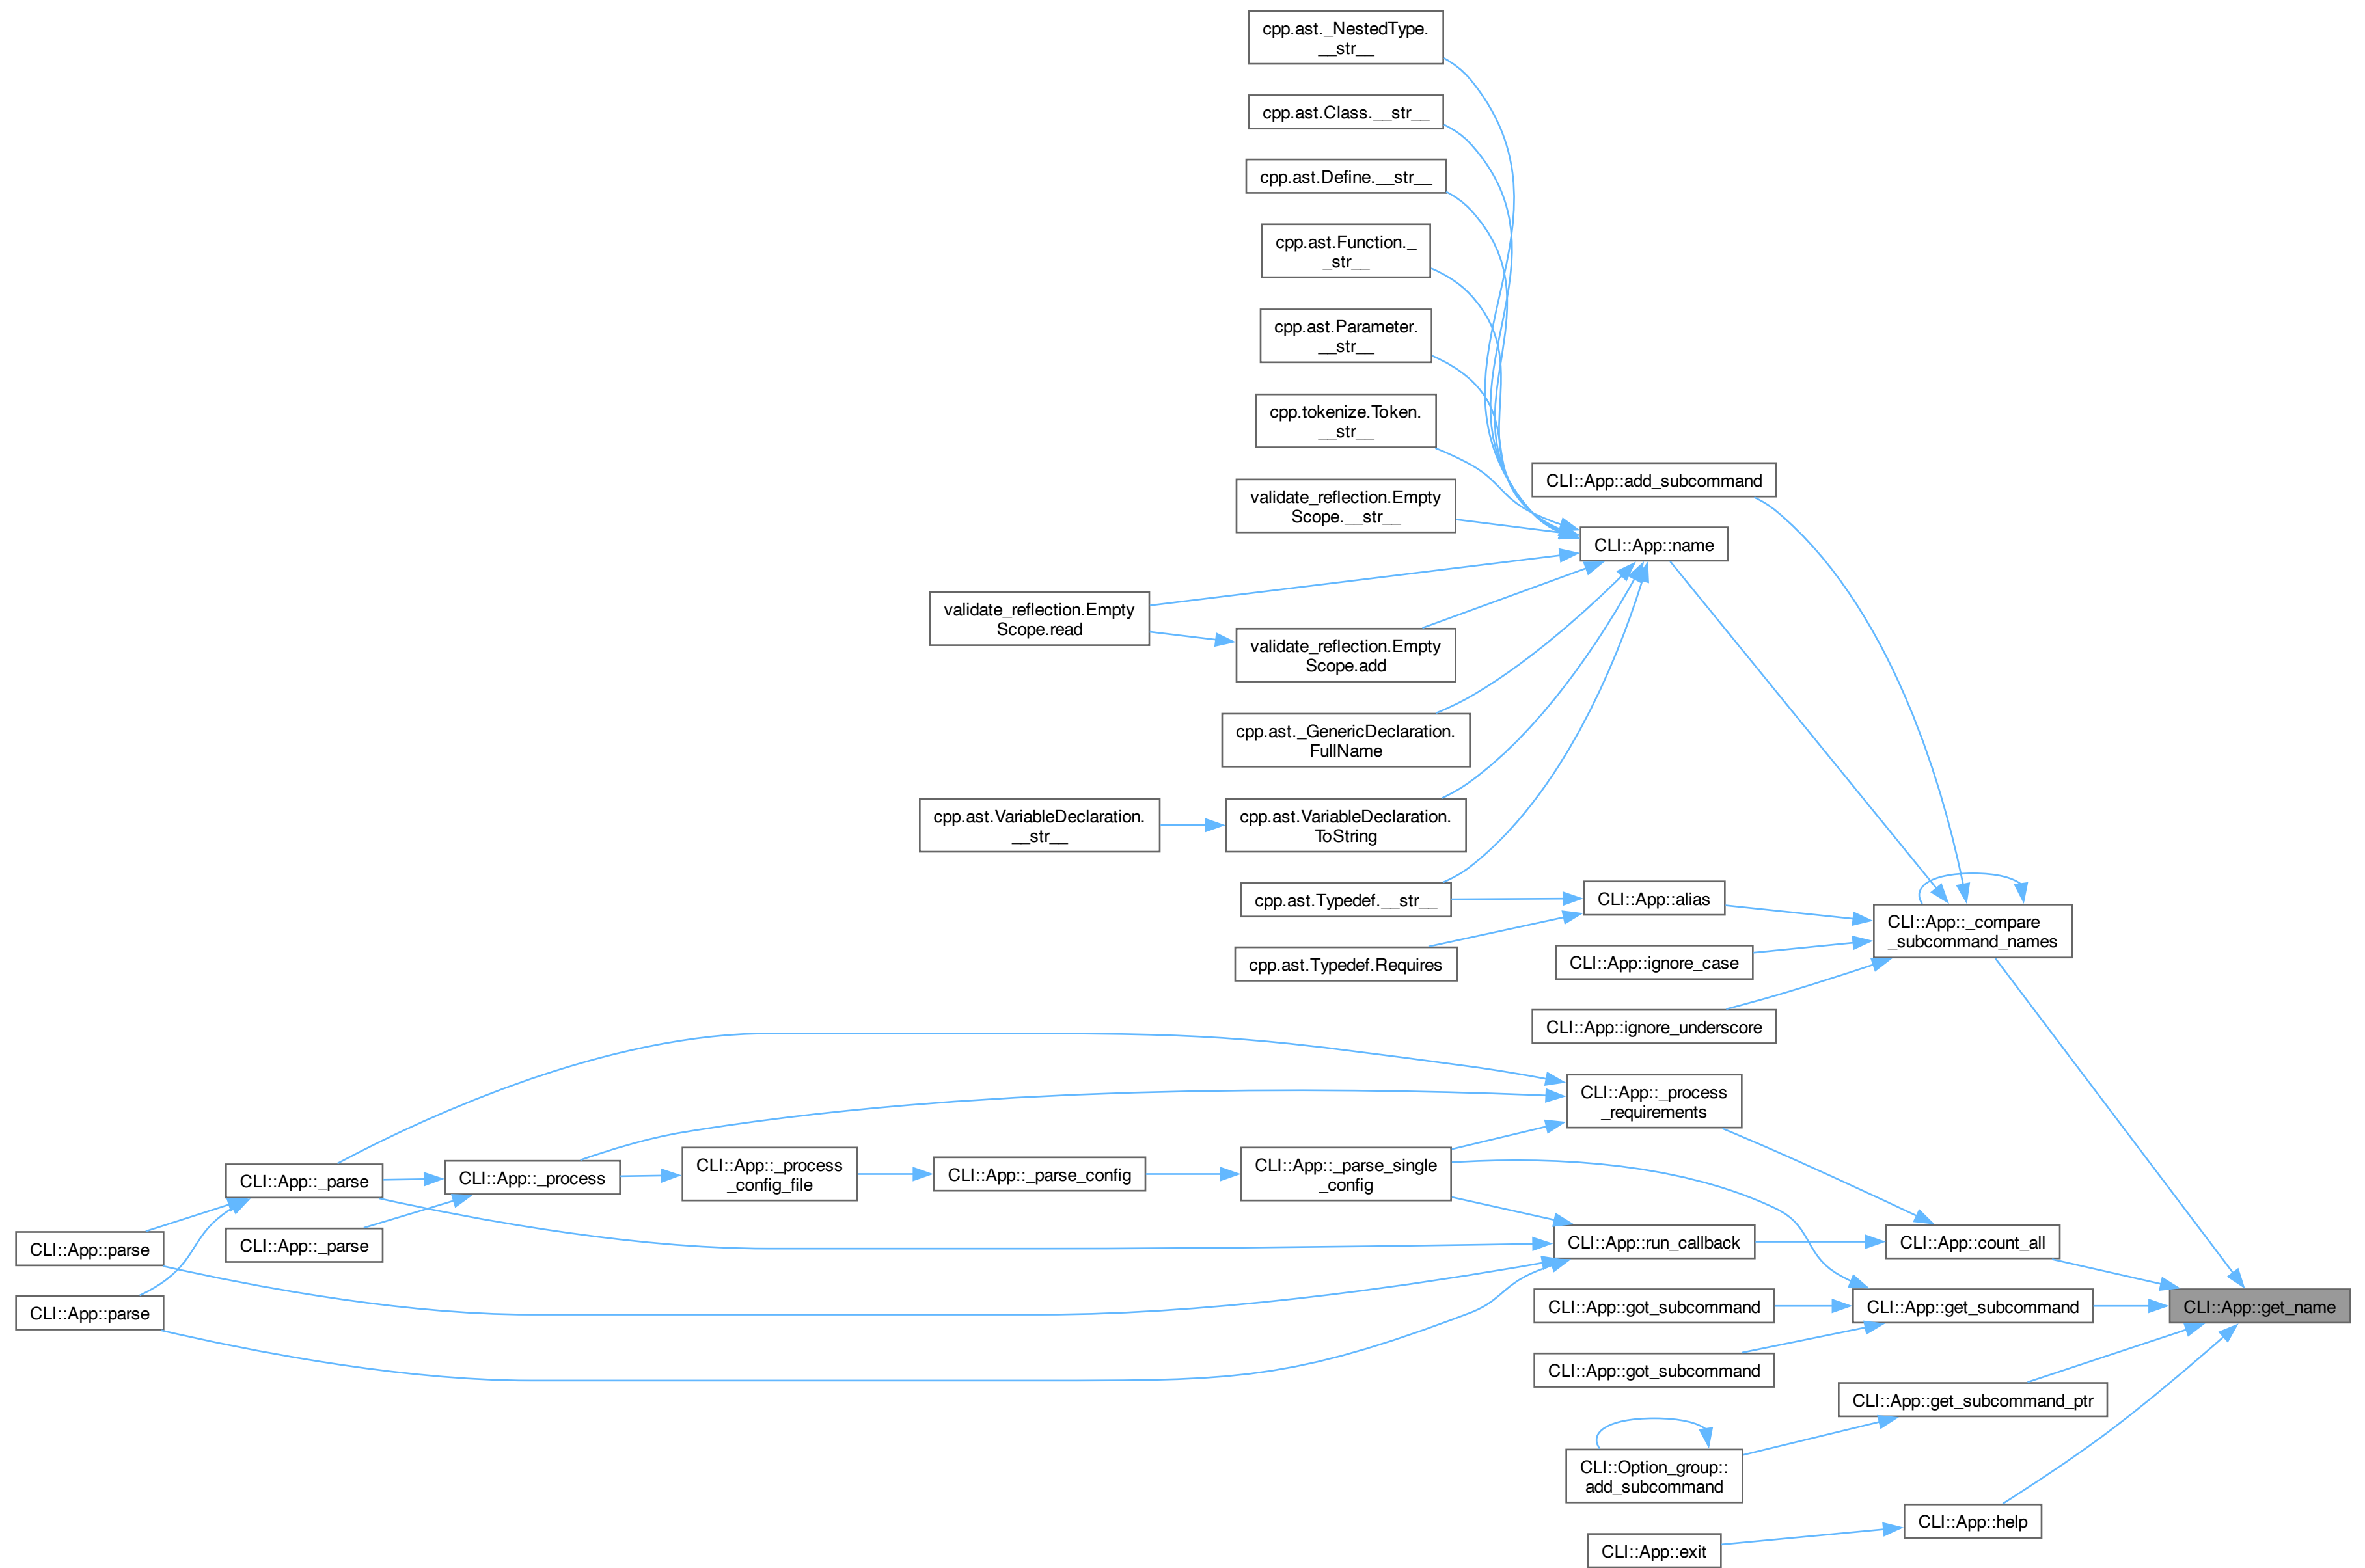 cpp.ast._NestedType.
__str__
cpp.ast.Class.__str__
cpp.ast.Define.__str__
cpp.ast.Function._
_str__
cpp.ast.Parameter.
__str__
cpp.tokenize.Token.
__str__
CLI::App::add_subcommand
validate_reflection.Empty
Scope.__str__
CLI::App::name
validate_reflection.Empty
Scope.read
validate_reflection.Empty
Scope.add
cpp.ast._GenericDeclaration.
FullName
cpp.ast.VariableDeclaration.
__str__
cpp.ast.VariableDeclaration.
ToString
cpp.ast.Typedef.__str__
CLI::App::alias
CLI::App::_compare
_subcommand_names
cpp.ast.Typedef.Requires
CLI::App::ignore_case
CLI::App::ignore_underscore
CLI::App::_process
_requirements
CLI::App::_parse
CLI::App::_process
CLI::App::_process
_config_file
CLI::App::_parse_config
CLI::App::_parse_single
_config
CLI::App::parse
CLI::App::_parse
CLI::App::run_callback
CLI::App::count_all
CLI::App::parse
CLI::App::got_subcommand
CLI::App::get_subcommand
CLI::App::get_name
CLI::App::got_subcommand
CLI::App::get_subcommand_ptr
CLI::Option_group::
add_subcommand
CLI::App::help
CLI::App::exit